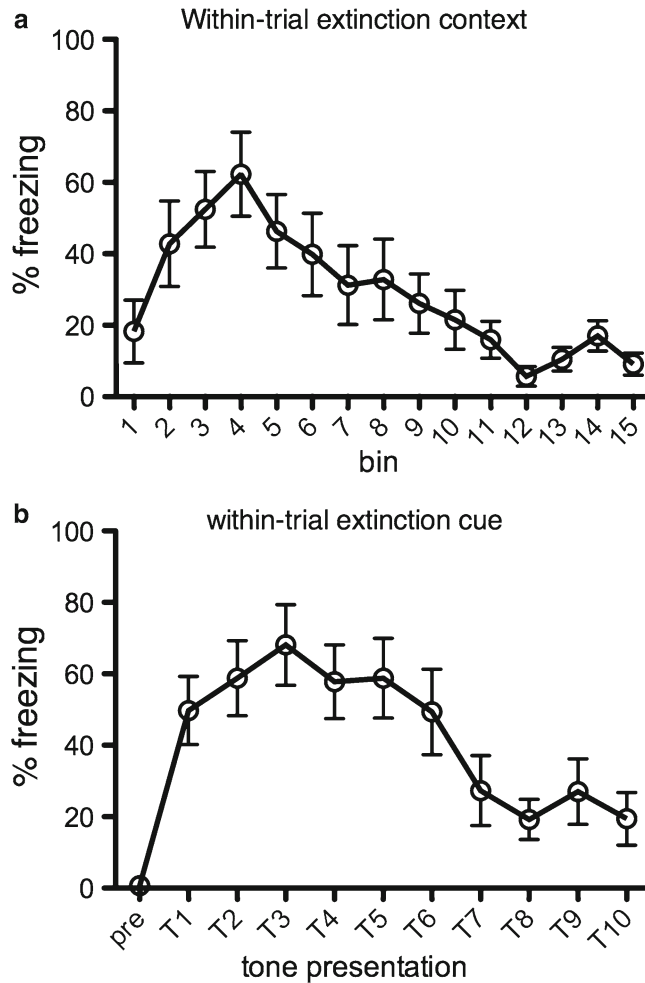 a
Within-trial extinction context
% freezing
100
80
60
40
20
0
1 2 3 4 5 6 7 8 9 10 11 12 13 14 15
bin
b
within-trial extinction cue
% freezing
100
80
60
40
20
0
pre T1 T2 T3 T4 T5 T6 T7 T8 T9 T10
tone presentation